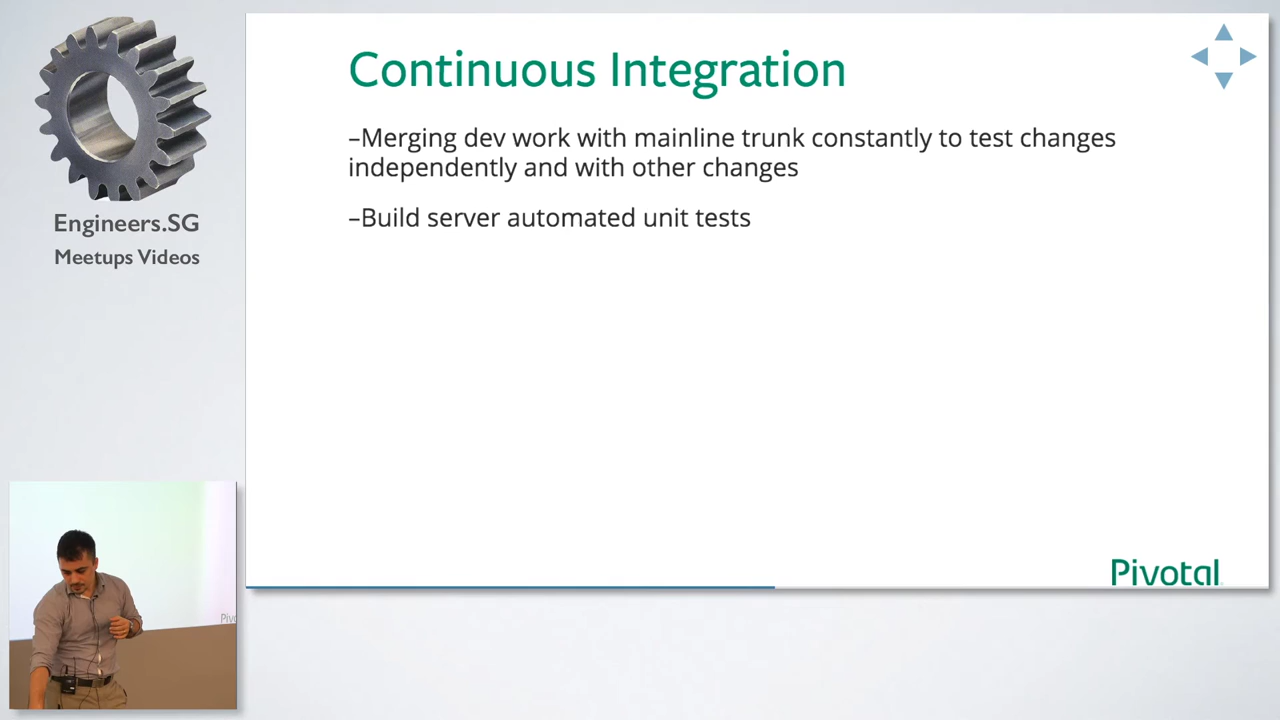 Continuous Integration
–Merging dev work with mainline trunk constantly to test changes
independently and with other changes
–Build server automated unit tests
Engineers.SG
Meetups Videos
Pivotal
Pivo